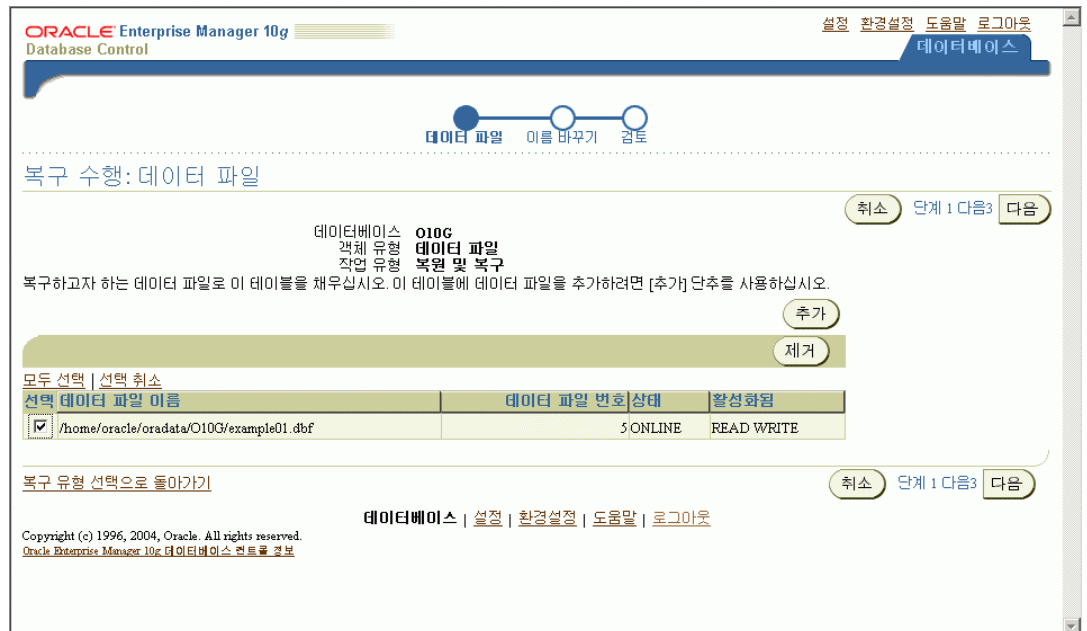 ORACLE Enterprise Manager 10g
Database Control
설정 환경설정 도움말 로그아웃
데이터베이스
데이터 파일 이름 바꾸기 검토
복구 수행: 데이터 파일
취소 단계 1 다음3 다음
데이터베이스 O10G
객체 유형 데이터 파일
작업 유형 복원 및 복구
복구하고자 하는 데이터 파일로 이 테이블을 채우십시오. 이 테이블에 데이터 파일을 추가하려면 [추가] 단추를 사용하십시오.
추가
제거
모두 선택 | 선택 취소
선택 데이터 파일 이름 데이터 파일 번호 상태 활성화됨
/home/oracle/oradata/O10G/example01.dbf 5 ONLINE READ WRITE
복구 유형 선택으로 돌아가기
취소 단계 1 다음3 다음
데이터베이스 | 설정 | 환경설정 | 도움말 | 로그아웃
Copyright (c) 1996, 2004, Oracle. All rights reserved.
Oracle Enterprise Manager 10g 데이터베이스 컨트롤 정보